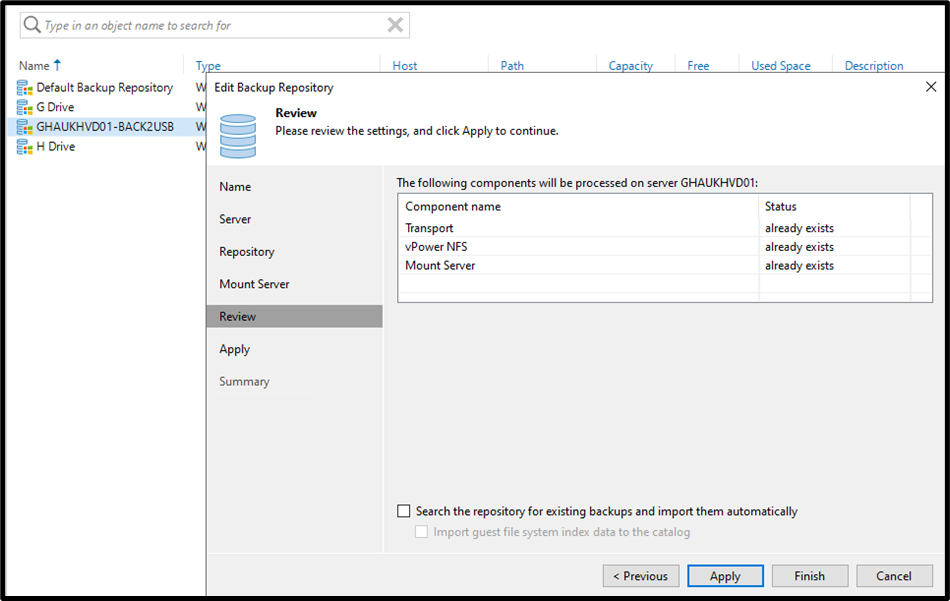 Type in an object name to search for
Name Type Host Path Capacity Free Used Space Description
Default Backup Repository W
G Drive W
GHAUKHVD01-BACK2USB W
H Drive W
Edit Backup Repository
Review
Please review the settings, and click Apply to continue.
Name
Server
Repository
Mount Server
Review
Apply
Summary
The following components will be processed on server GHAUKHVD01:
Component name Status
Transport already exists
vPower NFS already exists
Mount Server already exists
Search the repository for existing backups and import them automatically
Import guest file system index data to the catalog
< Previous Apply Finish Cancel